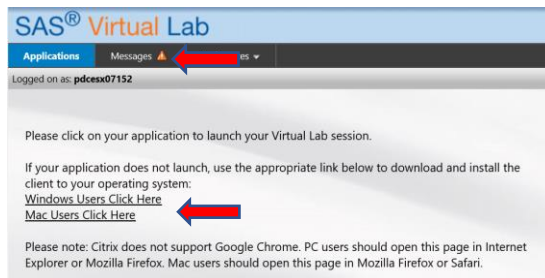 SAS® Virtual Lab
Applications Messages es
Logged on as: pdcesx07152
Please click on your application to launch your Virtual Lab session.
If your application does not launch, use the appropriate link below to download and install the
client to your operating system:
Windows Users Click Here
Mac Users Click Here
Please note: Citrix does not support Google Chrome. PC users should open this page in Internet
Explorer or Mozilla Firefox. Mac users should open this page in Mozilla Firefox or Safari.